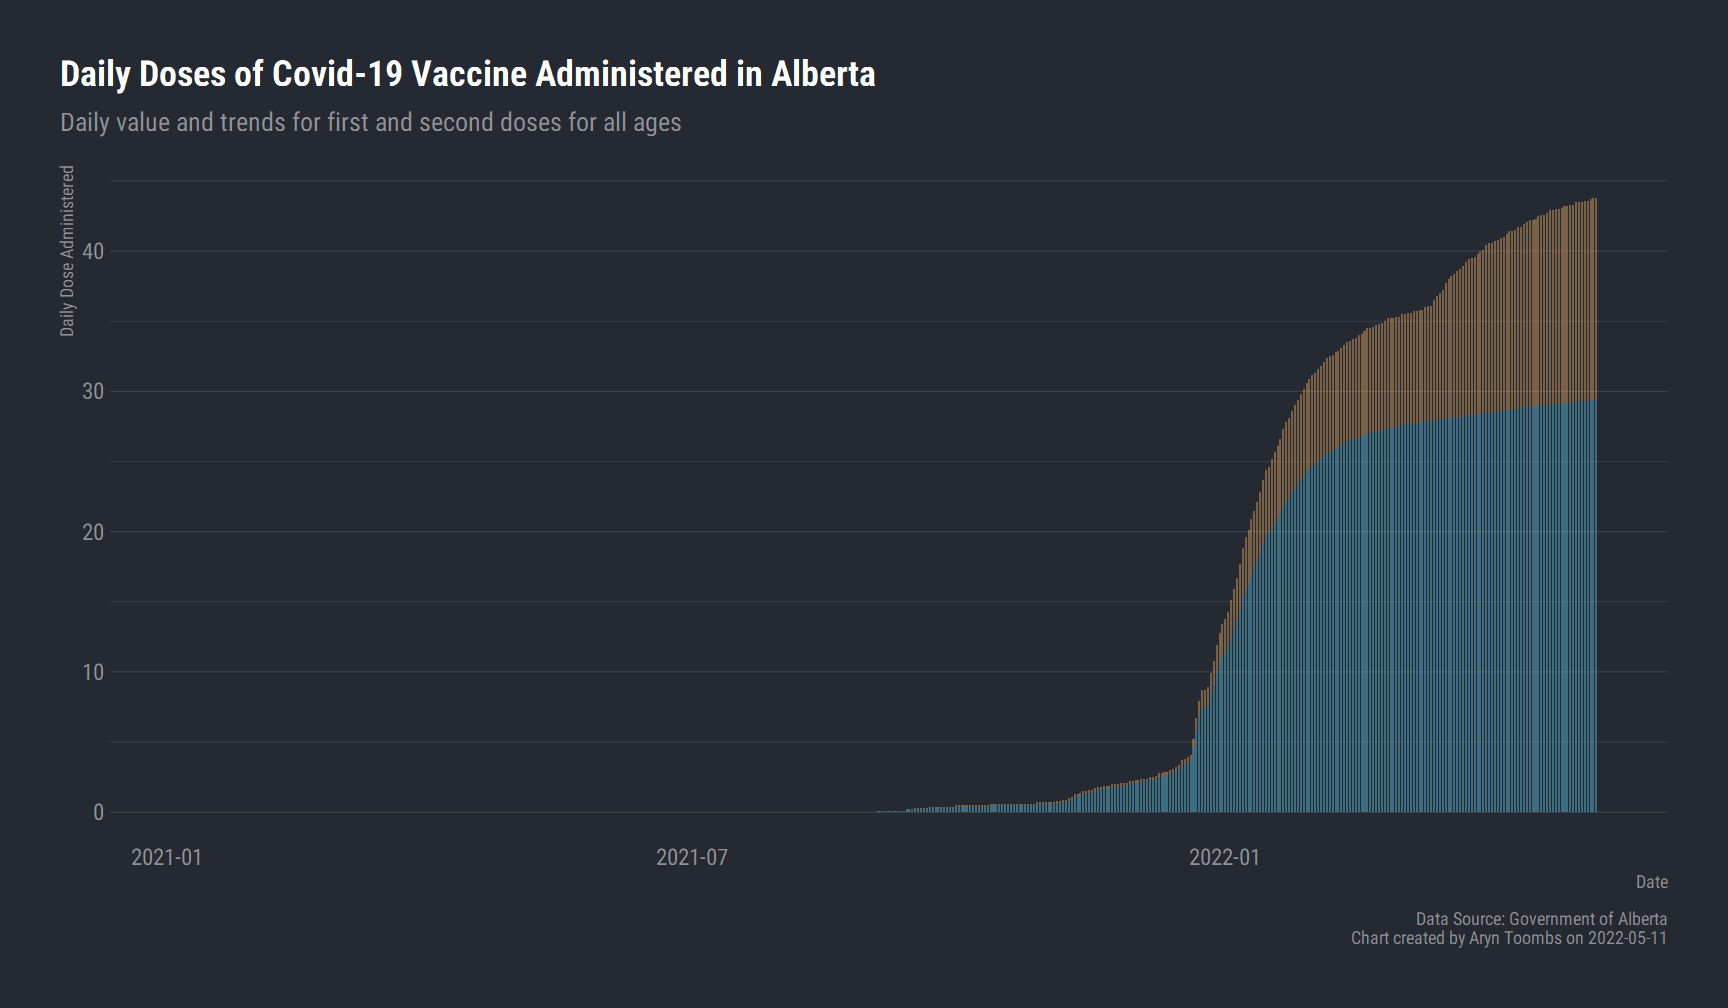 Daily Doses of Covid-19 Vaccine Administered in Alberta
Daily value and trends for first and second doses for all ages
Daily Dose Administered
40
30
20
10
0
2021-01
2021-07
2022-01
Date
Data Source: Government of Alberta
Chart created by Aryn Toombs on 2022-05-11